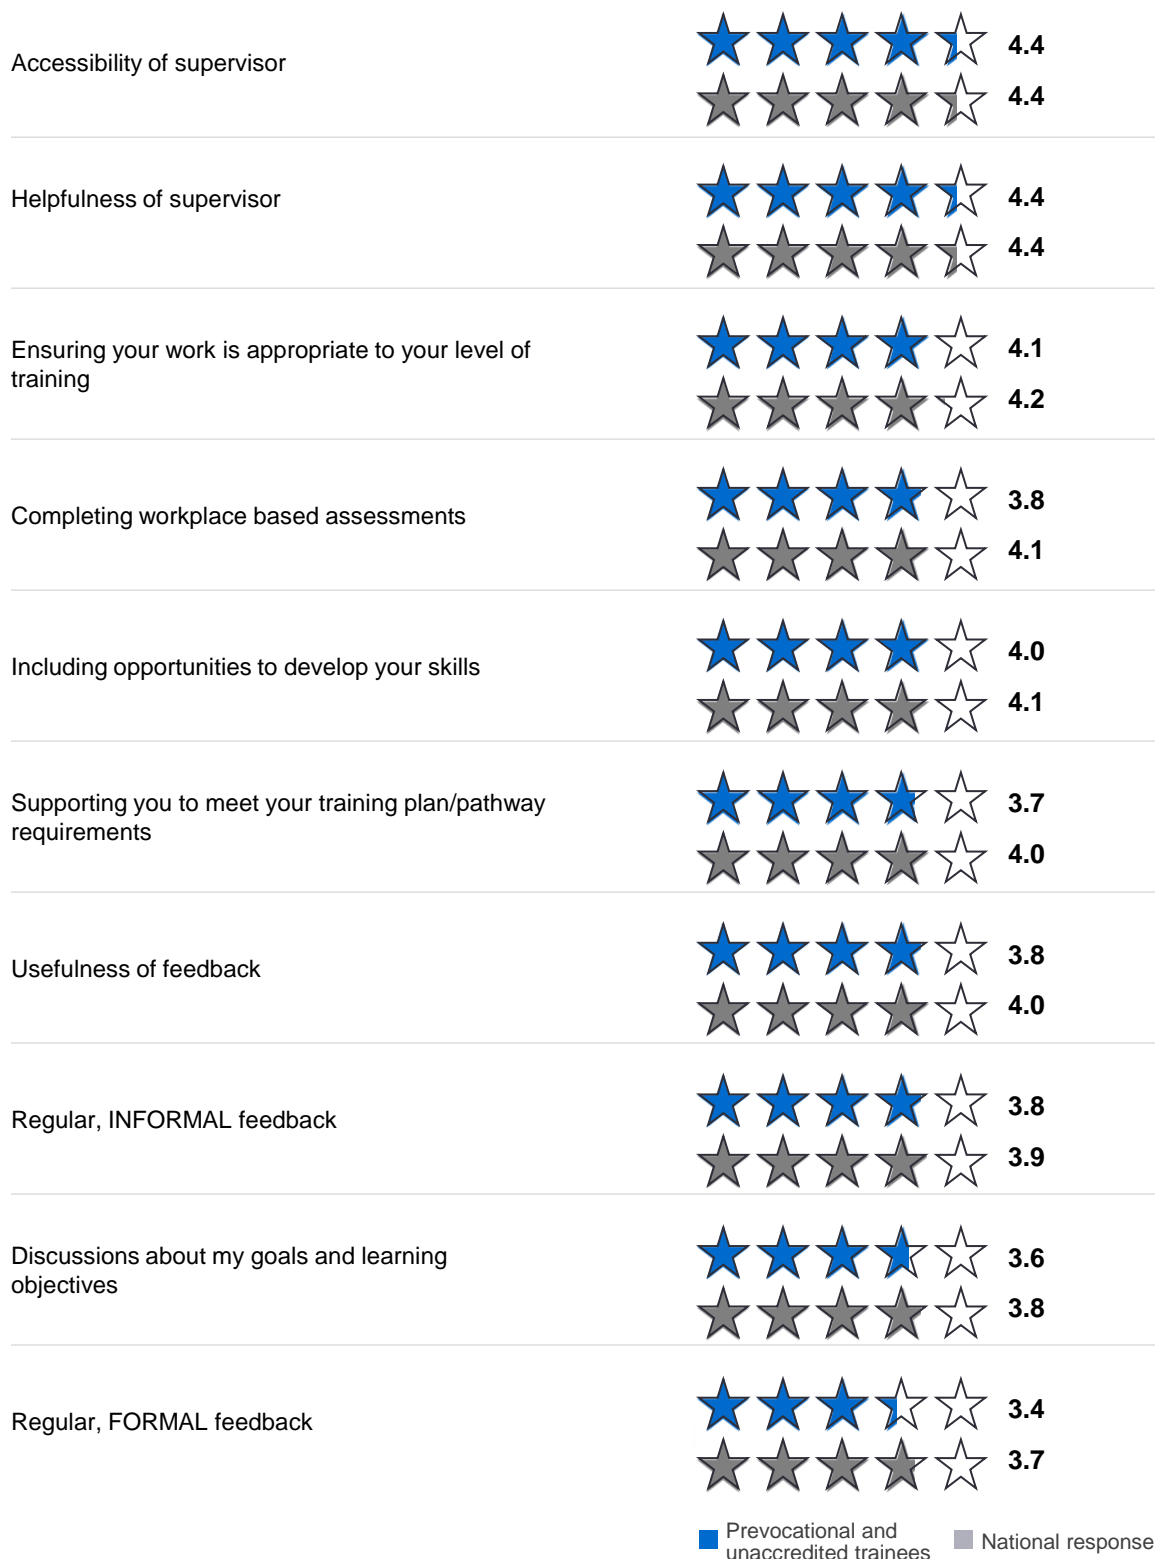 Accessibility of supervisor
4.4
4.4
Helpfulness of supervisor
4.4
4.4
Ensuring your work is appropriate to your level of
training
4.1
4.2
Completing workplace based assessments
3.8
4.1
Including opportunities to develop your skills
4.0
4.1
Supporting you to meet your training plan/pathway
requirements
3.7
4.0
Usefulness of feedback
3.8
4.0
Regular, INFORMAL feedback
3.8
3.9
Discussions about my goals and learning
objectives
3.6
3.8
Regular, FORMAL feedback
3.4
3.7
Prevocational and
unaccredited trainees
National response